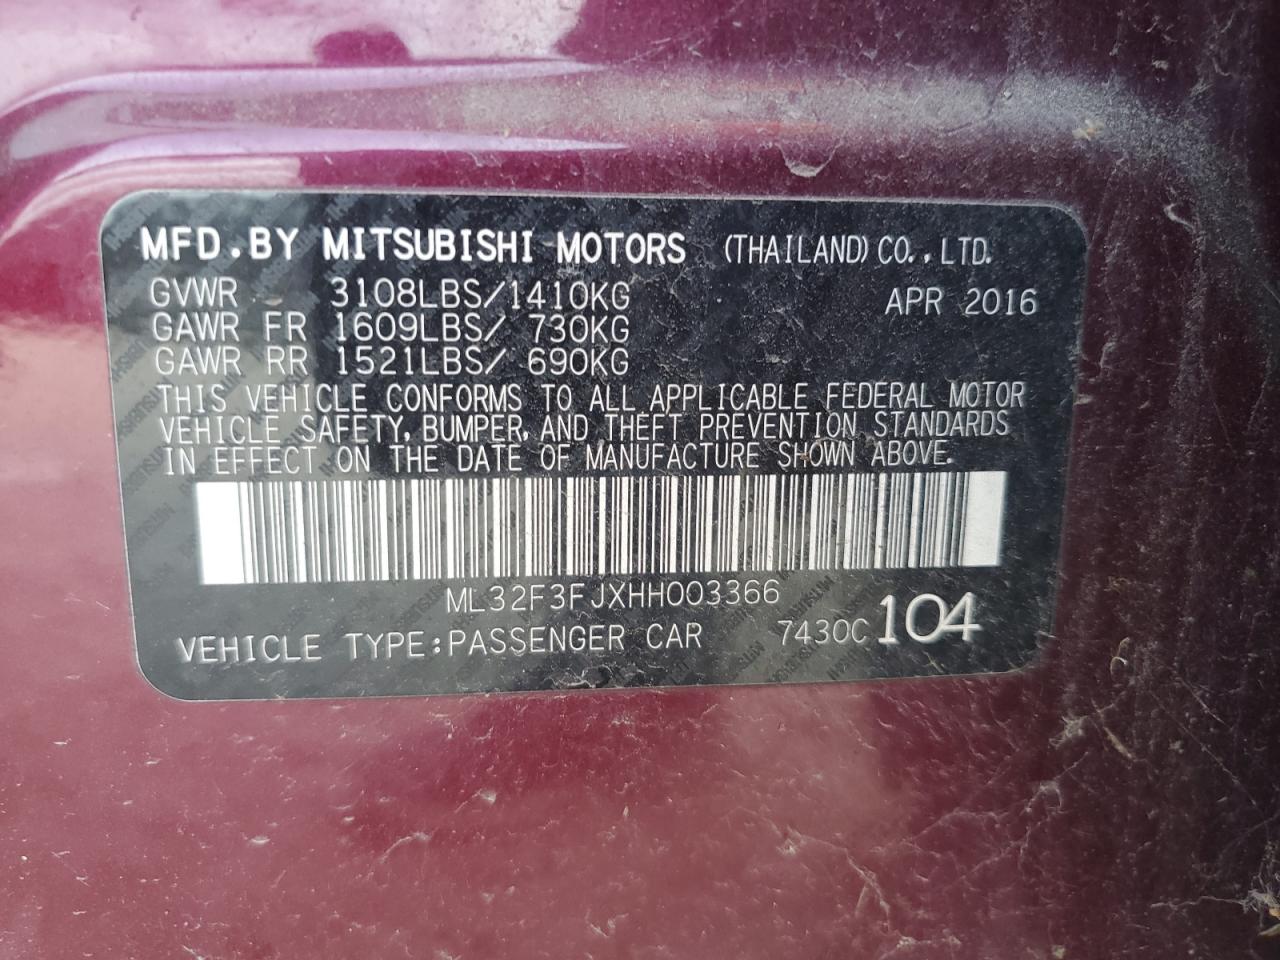 MFD.BY MITSUBISHI MOTORS (THAILAND) CO.,LTD.
GVWR 3108LBS/1410KG APR 2016
GAWR FR 1609LBS/ 730KG
GAWR RR 1521LBS/ 690KG
THIS VEHICLE CONFORMS TO ALL APPLICABLE FEDERAL MOTOR
VEHICLE SAFETY, BUMPER, AND THEFT PREVENTION STANDARDS
IN EFFECT ON THE DATE OF MANUFACTURE SHOWN ABOVE.
ML32F3FJXHH003366
VEHICLE TYPE:PASSENGER CAR 7430C 104